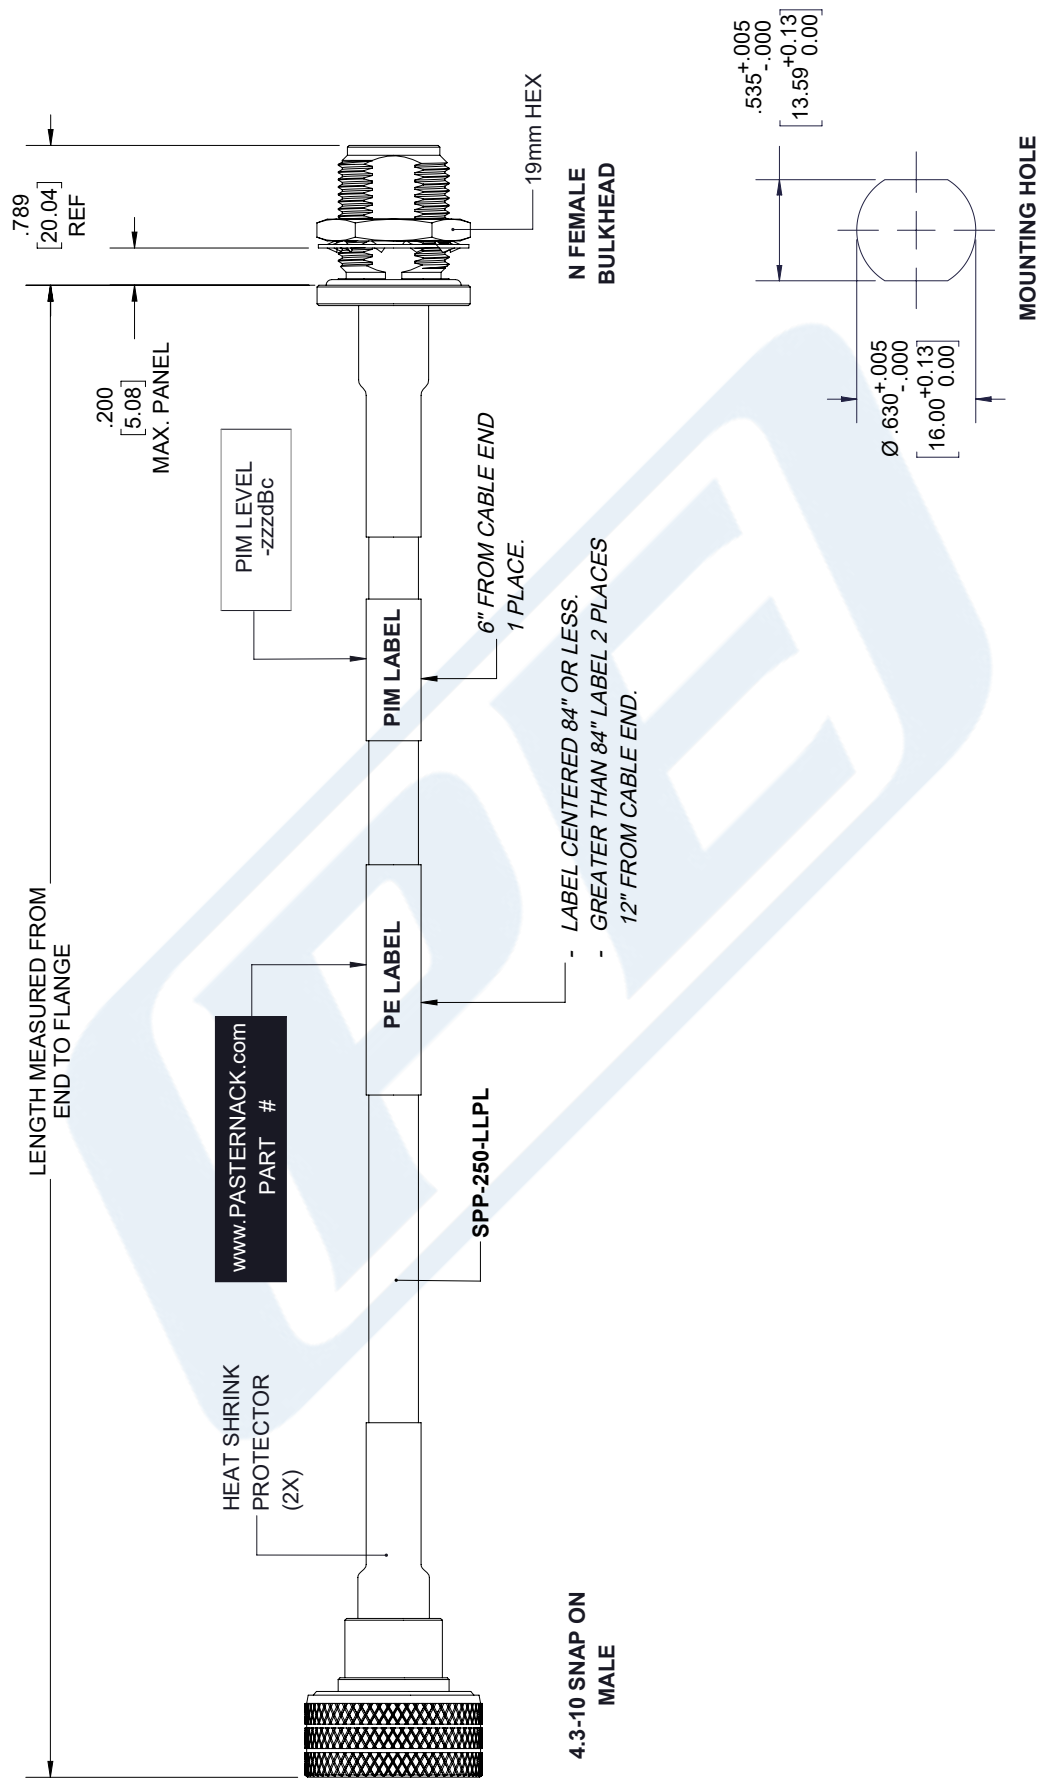 LENGTH MEASURED FROM
END TO FLANGE
.789
[20.04]
REF
.200
[5.08]
MAX. PANEL
HEAT SHRINK
PROTECTOR
(2X)
www.PASTERNACK.com
PART #
PIM LEVEL
-zzzdBc
PE LABEL
PIM LABEL
SPP-250-LLPL
6" FROM CABLE END
1 PLACE.
- LABEL CENTERED 84" OR LESS.
- GREATER THAN 84" LABEL 2 PLACES
12" FROM CABLE END.
19mm HEX
4.3-10 SNAP ON
MALE
N FEMALE
BULKHEAD
.535 +.005 -.000
[13.59 +0.13 0.00]
Ø .630 +.005 -.000
[16.00 +0.13 0.00]
MOUNTING HOLE
PE